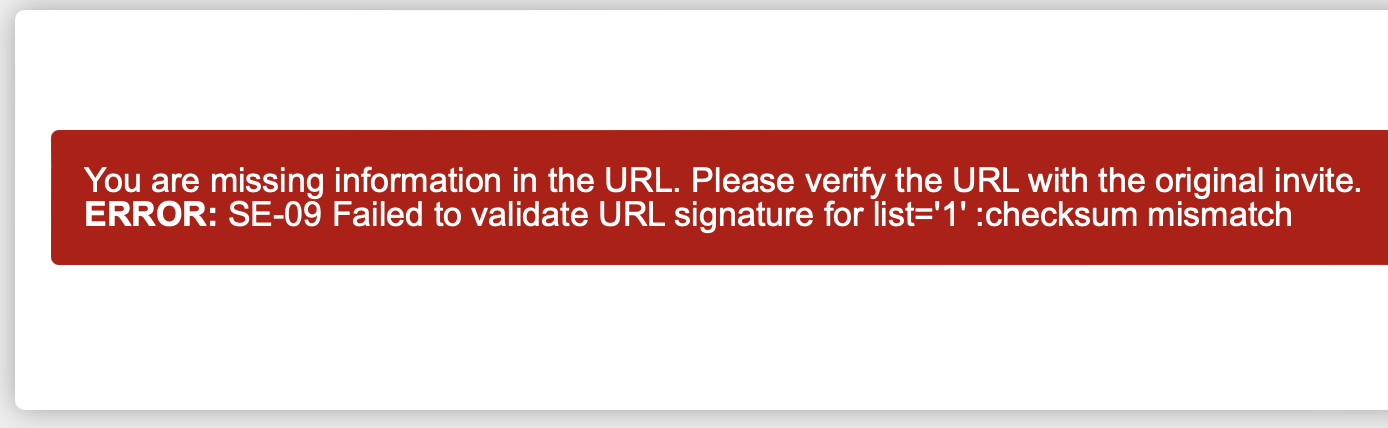 You are missing information in the URL. Please verify the URL with the original invite.
ERROR: SE-09 Failed to validate URL signature for list='1' :checksum mismatch